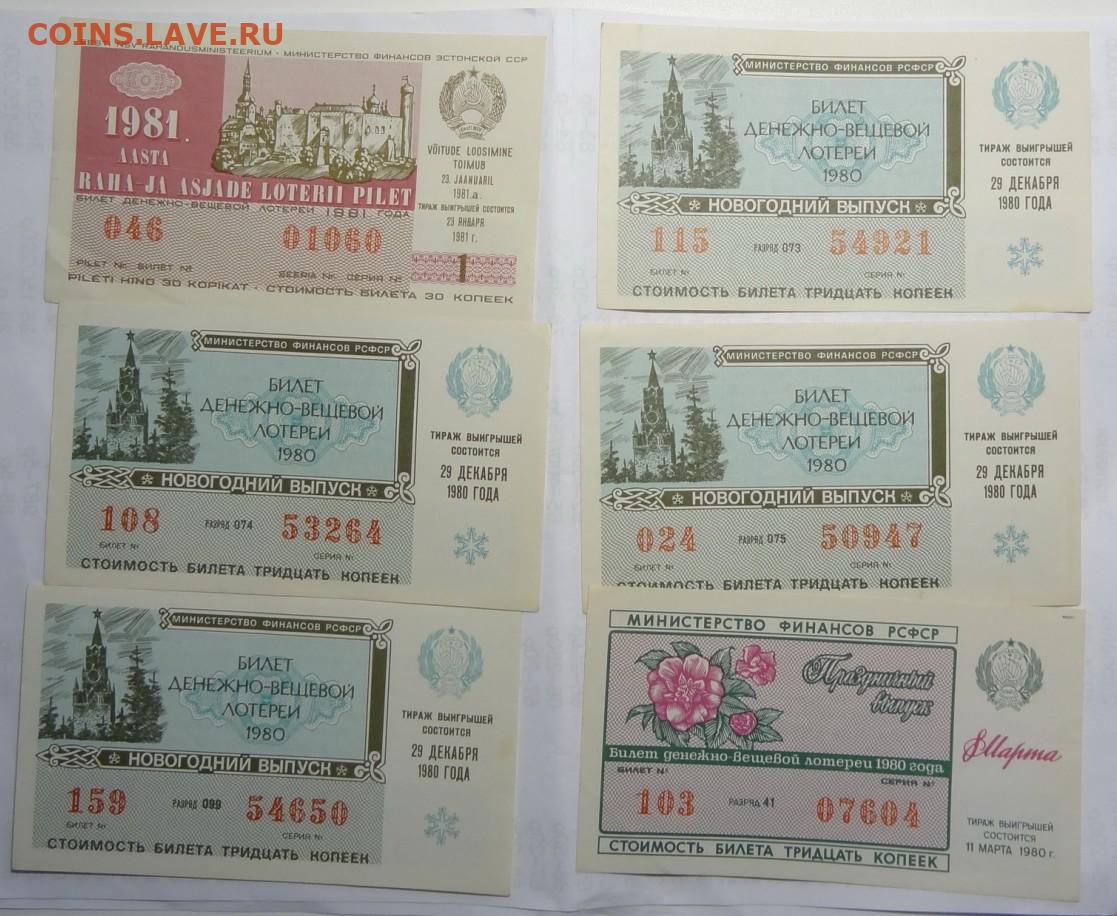 COINS.LAVE.RU
EESTI NSV RAHANDUSMINISTEERIUM · МИНИСТЕРСТВО ФИНАНСОВ ЭСТОНСКОЙ ССР
1981.
AASTA
RAHA-JA ASJADE LOTERII PILET
БИЛЕТ ДЕНЕЖНО-ВЕЩЕВОЙ ЛОТЕРЕИ 1981 ГОДА
046 01060
PILET Nr. БИЛЕТ № SEERIA Nr. СЕРИЯ №
PILETI HIND 30 KOPIKAT · СТОИМОСТЬ БИЛЕТА 30 КОПЕЕК
VÕITUDE LOOSIMINE
TOIMUB
23. JAANUARIL
1981.a.
ТИРАЖ ВЫИГРЫШЕЙ СОСТОИТСЯ
23 ЯНВАРЯ
1981 г.
1
МИНИСТЕРСТВО ФИНАНСОВ РСФСР
БИЛЕТ
ДЕНЕЖНО-ВЕЩЕВОЙ
ЛОТЕРЕИ
1980
НОВОГОДНИЙ ВЫПУСК
115 РАЗРЯД 073 54921
БИЛЕТ № СЕРИЯ №
СТОИМОСТЬ БИЛЕТА ТРИДЦАТЬ КОПЕЕК
ТИРАЖ ВЫИГРЫШЕЙ
СОСТОИТСЯ
29 ДЕКАБРЯ
1980 ГОДА
МИНИСТЕРСТВО ФИНАНСОВ РСФСР
БИЛЕТ
ДЕНЕЖНО-ВЕЩЕВОЙ
ЛОТЕРЕИ
1980
НОВОГОДНИЙ ВЫПУСК
108 РАЗРЯД 074 53264
БИЛЕТ № СЕРИЯ №
СТОИМОСТЬ БИЛЕТА ТРИДЦАТЬ КОПЕЕК
ТИРАЖ ВЫИГРЫШЕЙ
СОСТОИТСЯ
29 ДЕКАБРЯ
1980 ГОДА
МИНИСТЕРСТВО ФИНАНСОВ РСФСР
БИЛЕТ
ДЕНЕЖНО-ВЕЩЕВОЙ
ЛОТЕРЕИ
1980
НОВОГОДНИЙ ВЫПУСК
024 РАЗРЯД 075 50947
БИЛЕТ № СЕРИЯ №
СТОИМОСТЬ БИЛЕТА ТРИДЦАТЬ КОПЕЕК
ТИРАЖ ВЫИГРЫШЕЙ
СОСТОИТСЯ
29 ДЕКАБРЯ
1980 ГОДА
МИНИСТЕРСТВО ФИНАНСОВ РСФСР
БИЛЕТ
ДЕНЕЖНО-ВЕЩЕВОЙ
ЛОТЕРЕИ
1980
НОВОГОДНИЙ ВЫПУСК
159 РАЗРЯД 099 54650
БИЛЕТ № СЕРИЯ №
СТОИМОСТЬ БИЛЕТА ТРИДЦАТЬ КОПЕЕК
ТИРАЖ ВЫИГРЫШЕЙ
СОСТОИТСЯ
29 ДЕКАБРЯ
1980 ГОДА
МИНИСТЕРСТВО ФИНАНСОВ РСФСР
Праздничный
выпуск
Билет денежно-вещевой лотереи 1980 года
БИЛЕТ № СЕРИЯ №
103 РАЗРЯД 41 07604
СТОИМОСТЬ БИЛЕТА ТРИДЦАТЬ КОПЕЕК
8 Марта
ТИРАЖ ВЫИГРЫШЕЙ
СОСТОИТСЯ
11 МАРТА 1980 г.